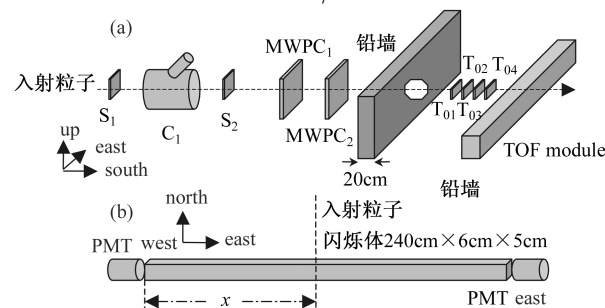 (a)
MWPC₁
铅墙
T₀₂ T₀₄
入射粒子
S₁
C₁
S₂
MWPC₂
T₀₁ T₀₃
TOF module
up
east
south
20cm
铅墙
(b)
north
入射粒子
PMT west
east
闪烁体240cm×6cm×5cm
x
PMT east